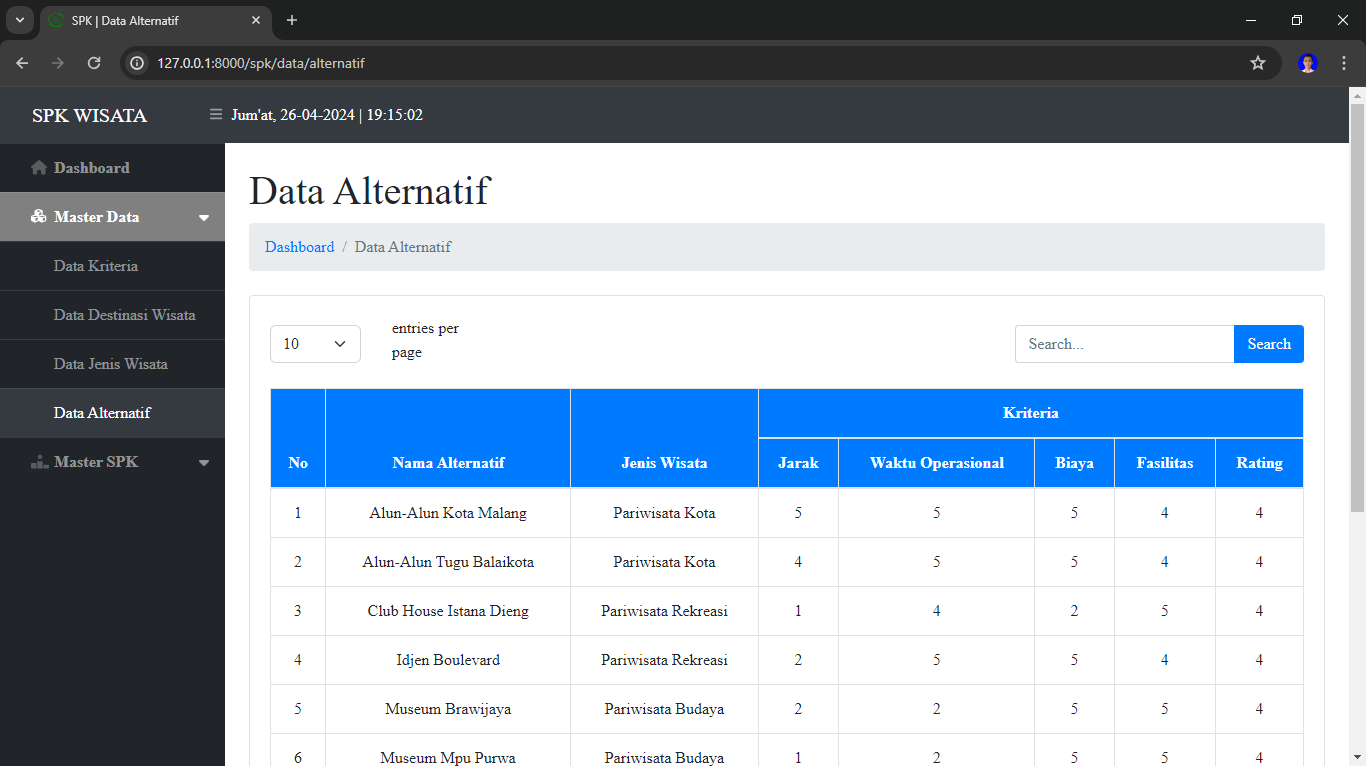 SPK | Data Alternatif
127.0.0.1:8000/spk/data/alternatif
SPK WISATA
Jum'at, 26-04-2024 | 19:15:02
Dashboard
Master Data
Data Kriteria
Data Destinasi Wisata
Data Jenis Wisata
Data Alternatif
Master SPK
Data Alternatif
Dashboard / Data Alternatif
10
entries per
page
Search...
Search
Kriteria
No Nama Alternatif Jenis Wisata Jarak Waktu Operasional Biaya Fasilitas Rating
1 Alun-Alun Kota Malang Pariwisata Kota 5 5 5 4 4
2 Alun-Alun Tugu Balaikota Pariwisata Kota 4 5 5 4 4
3 Club House Istana Dieng Pariwisata Rekreasi 1 4 2 5 4
4 Idjen Boulevard Pariwisata Rekreasi 2 5 5 4 4
5 Museum Brawijaya Pariwisata Budaya 2 2 5 5 4
6 Museum Mpu Purwa Pariwisata Budaya 1 2 5 5 4